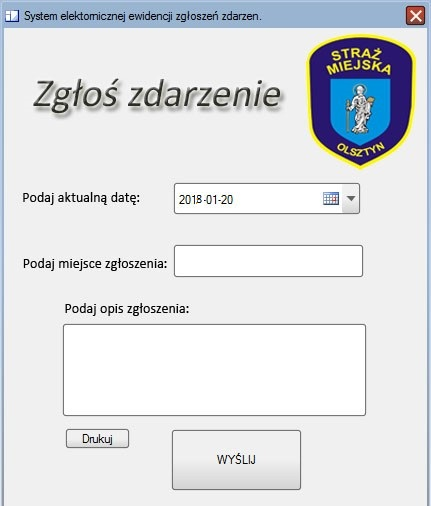 System elektornicznej ewidencji zgłoszeń zdarzen.
Zgłoś zdarzenie
STRAŻ
MIEJSKA
OLSZTYN
Podaj aktualną datę:
2018-01-20
Podaj miejsce zgłoszenia:
Podaj opis zgłoszenia:
Drukuj
WYŚLIJ